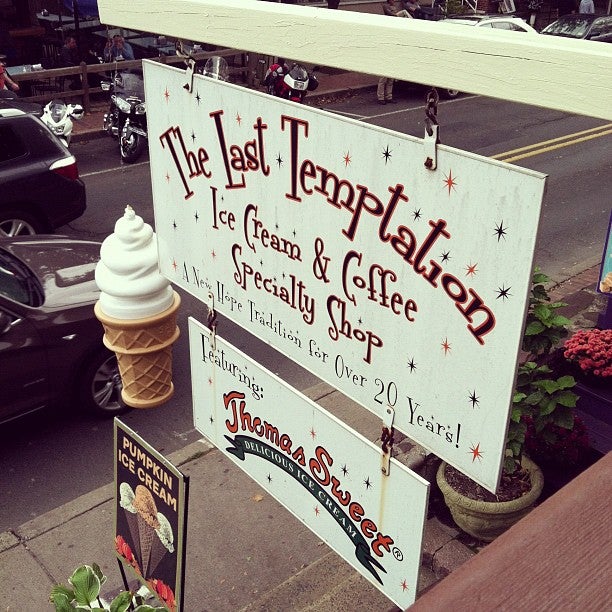 The Last Temptation
Ice Cream & Coffee
Specialty Shop
A New Hope Tradition for Over 20 Years!
Featuring:
Thomas Sweet®
DELICIOUS ICE CREAM
PUMPKIN
ICE CREAM